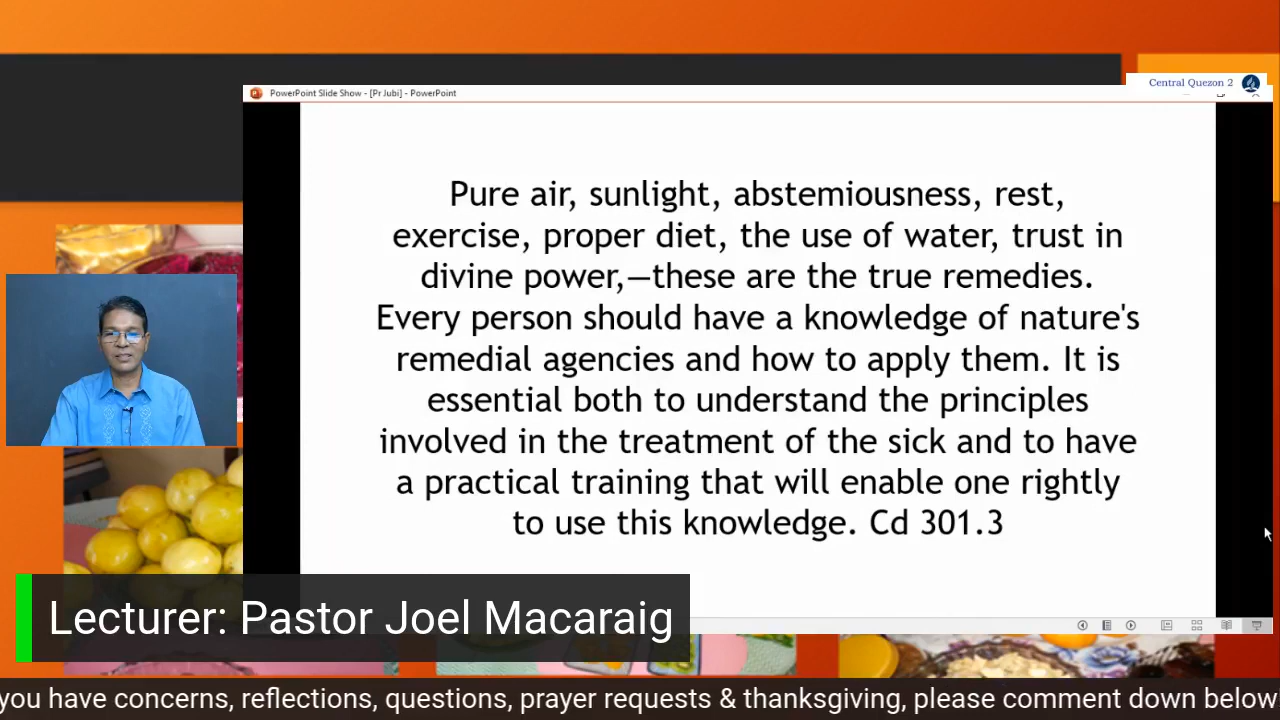 Central Quezon 2
PowerPoint Slide Show - [Pr Jubi] - PowerPoint
Pure air, sunlight, abstemiousness, rest,
exercise, proper diet, the use of water, trust in
divine power,—these are the true remedies.
Every person should have a knowledge of nature's
remedial agencies and how to apply them. It is
essential both to understand the principles
involved in the treatment of the sick and to have
a practical training that will enable one rightly
to use this knowledge. Cd 301.3
Lecturer: Pastor Joel Macaraig
you have concerns, reflections, questions, prayer requests & thanksgiving, please comment down below